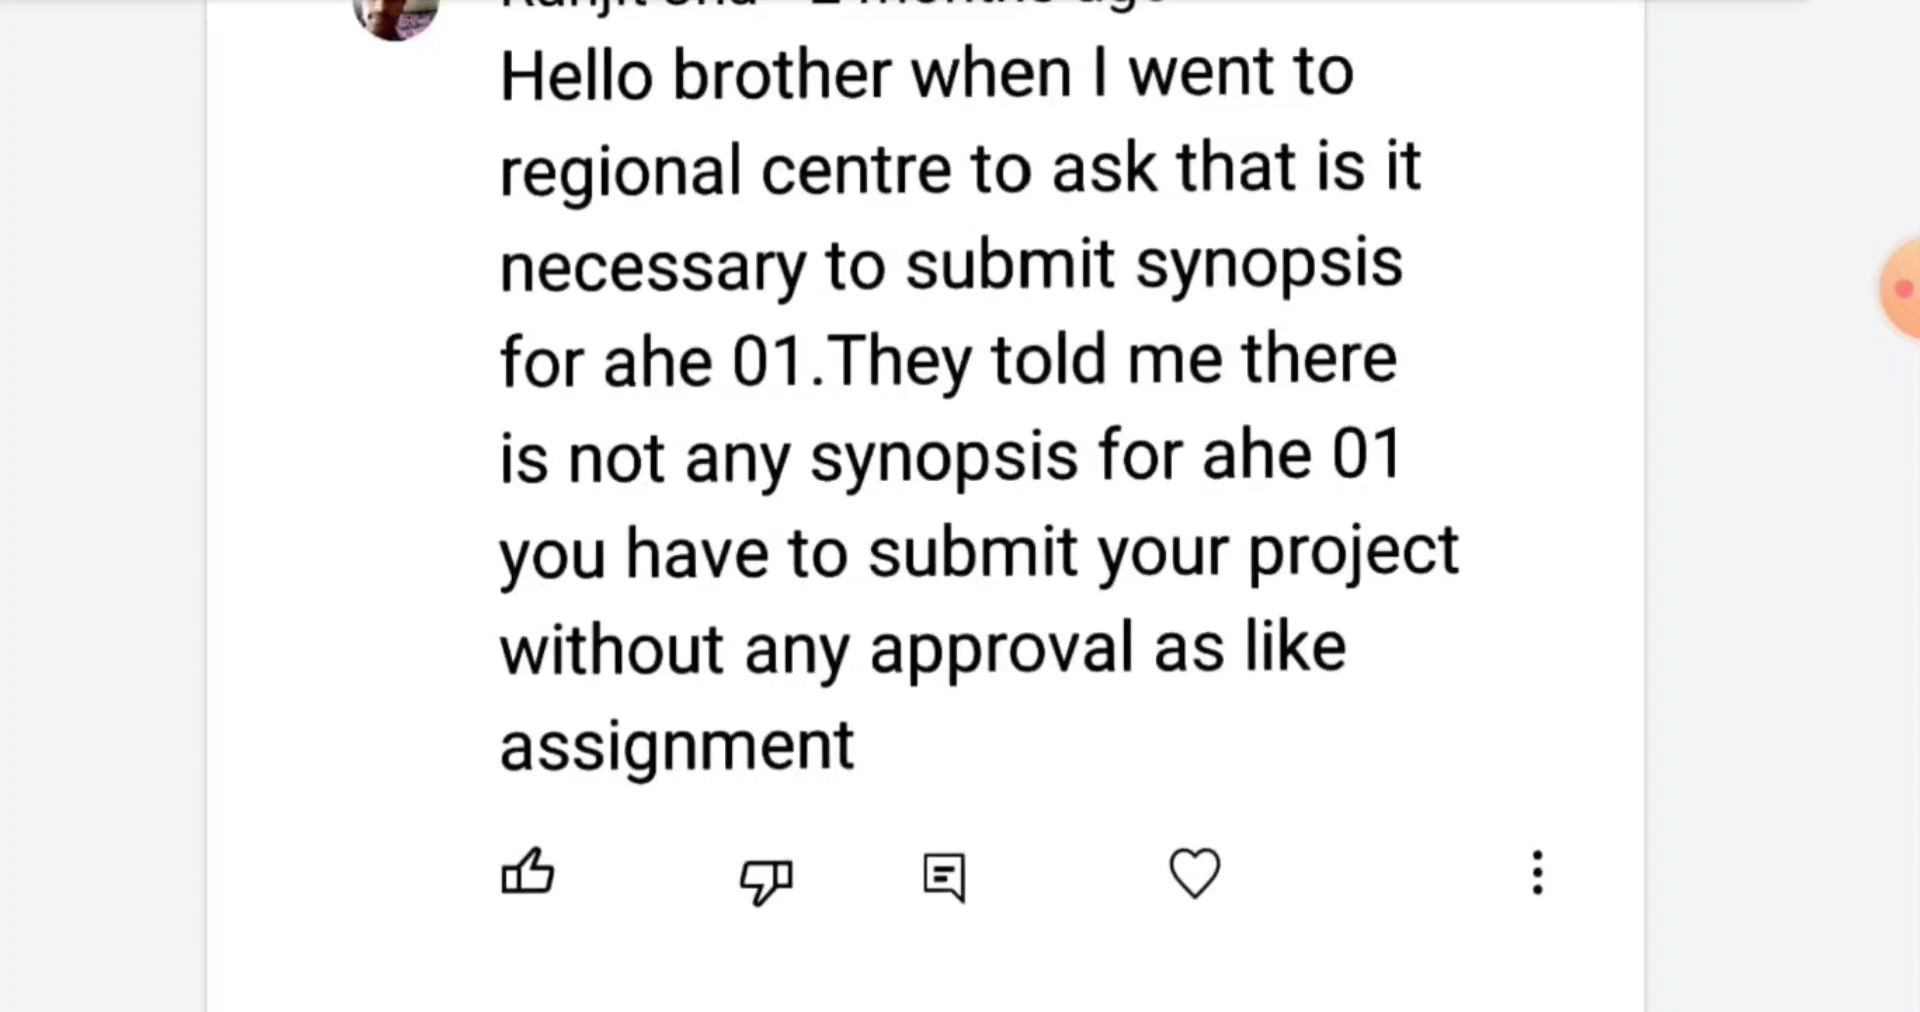 Hello brother when I went to
regional centre to ask that is it
necessary to submit synopsis
for ahe 01.They told me there
is not any synopsis for ahe 01
you have to submit your project
without any approval as like
assignment